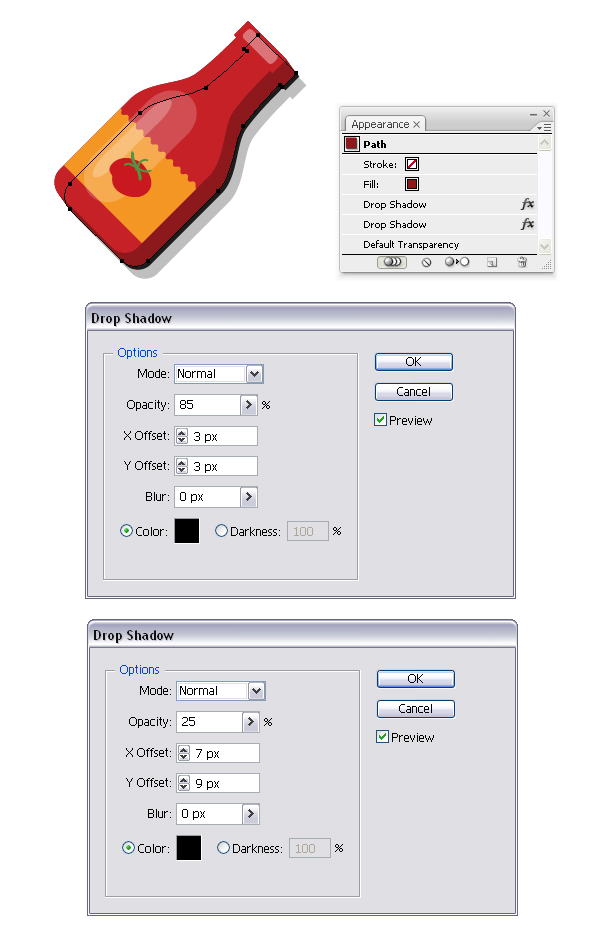 Appearance ×
Path
Stroke:
Fill:
Drop Shadow fx
Drop Shadow fx
Default Transparency
Drop Shadow
Options
Mode: Normal
Opacity: 85 %
X Offset: 3 px
Y Offset: 3 px
Blur: 0 px
Color: Darkness: 100 %
OK
Cancel
Preview
Drop Shadow
Options
Mode: Normal
Opacity: 25 %
X Offset: 7 px
Y Offset: 9 px
Blur: 0 px
Color: Darkness: 100 %
OK
Cancel
Preview